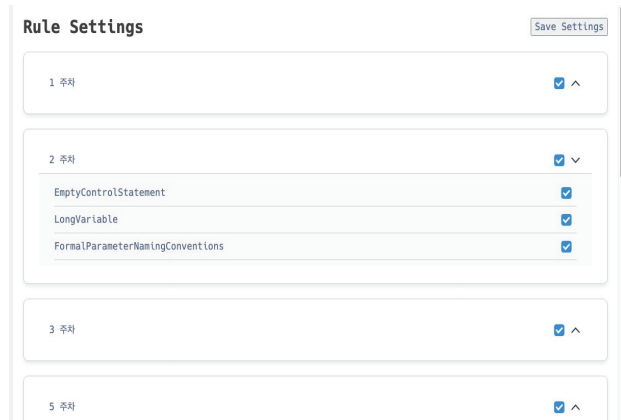 Rule Settings
Save Settings
1 주차
2 주차
EmptyControlStatement
LongVariable
FormalParameterNamingConventions
3 주차
5 주차